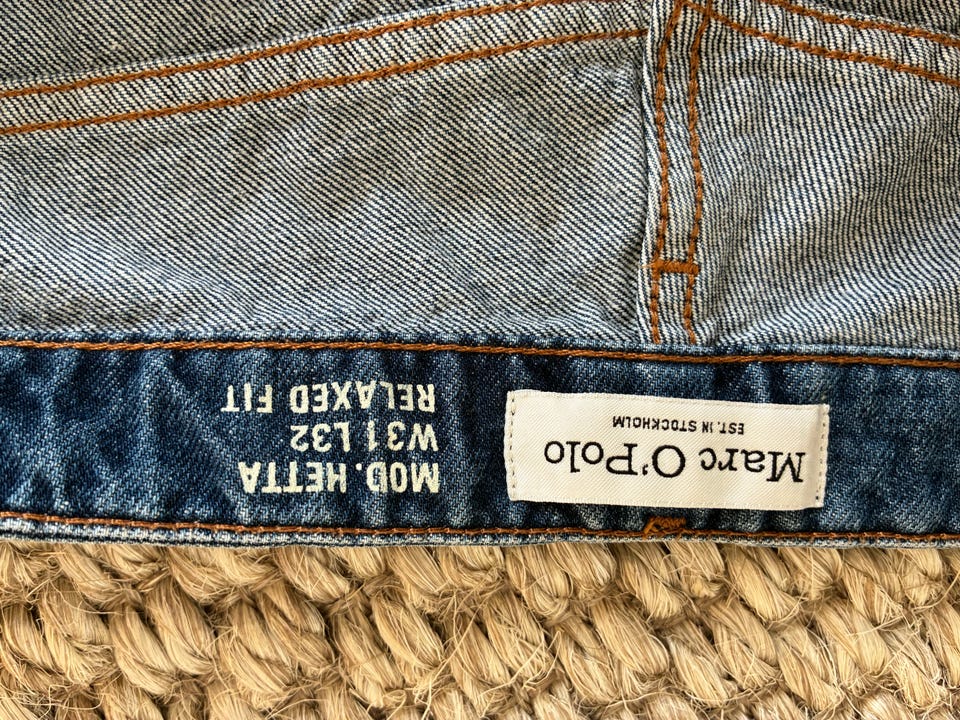 Marc O'Polo
EST. IN STOCKHOLM
MOD. HETTA
W31 L32
RELAXED FIT